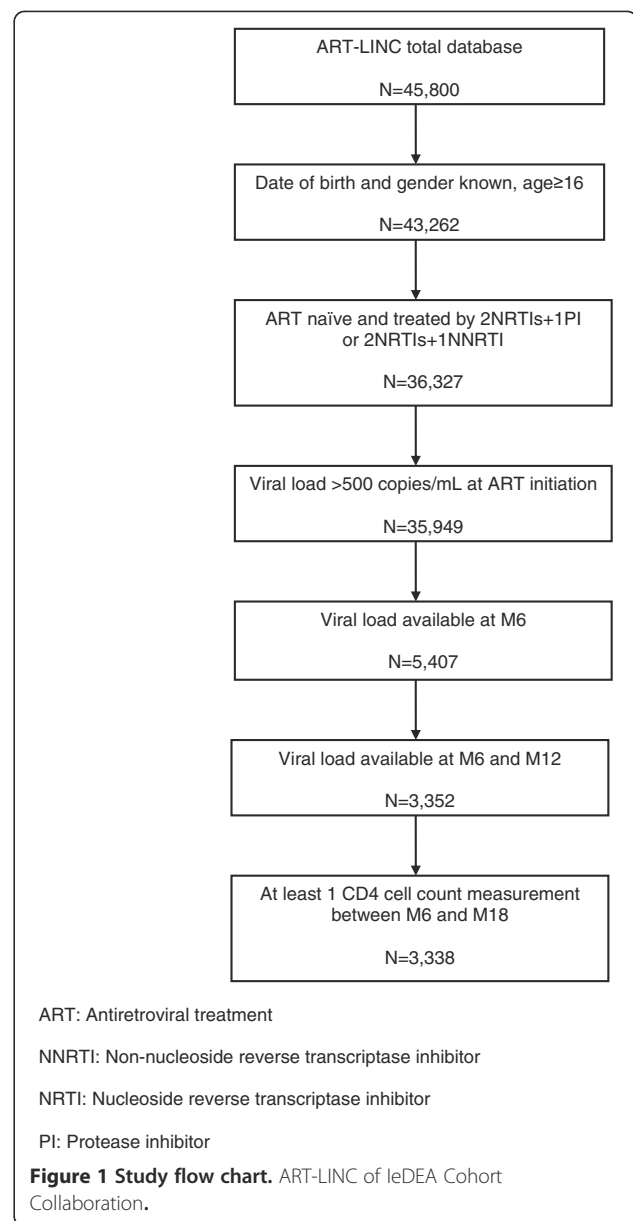 ART-LINC total database
N=45,800
Date of birth and gender known, age≥16
N=43,262
ART naïve and treated by 2NRTIs+1PI
or 2NRTIs+1NNRTI
N=36,327
Viral load >500 copies/mL at ART initiation
N=35,949
Viral load available at M6
N=5,407
Viral load available at M6 and M12
N=3,352
At least 1 CD4 cell count measurement
between M6 and M18
N=3,338
ART: Antiretroviral treatment
NNRTI: Non-nucleoside reverse transcriptase inhibitor
NRTI: Nucleoside reverse transcriptase inhibitor
PI: Protease inhibitor
Figure 1 Study flow chart. ART-LINC of IeDEA Cohort
Collaboration.